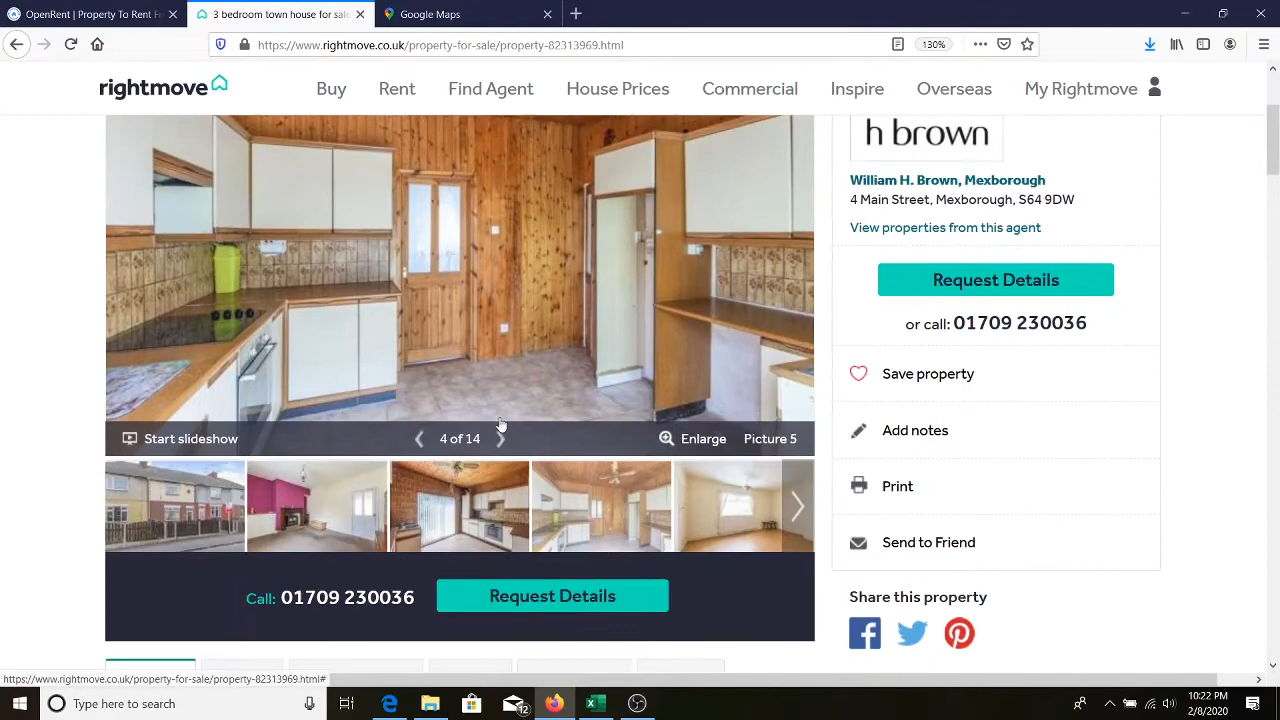 OpenRent | Property To Rent Fr
3 bedroom town house for sale
Google Maps
https://www.rightmove.co.uk/property-for-sale/property-82313969.html
130%
rightmove
Buy
Rent
Find Agent
House Prices
Commercial
Inspire
Overseas
My Rightmove
h brown
William H. Brown, Mexborough
4 Main Street, Mexborough, S64 9DW
View properties from this agent
Request Details
or call: 01709 230036
Save property
Add notes
Print
Send to Friend
Share this property
Start slideshow
4 of 14
Enlarge
Picture 5
Call: 01709 230036
Request Details
https://www.rightmove.co.uk/property-for-sale/property-82313969.html#
Type here to search
12
10:22 PM
2/8/2020